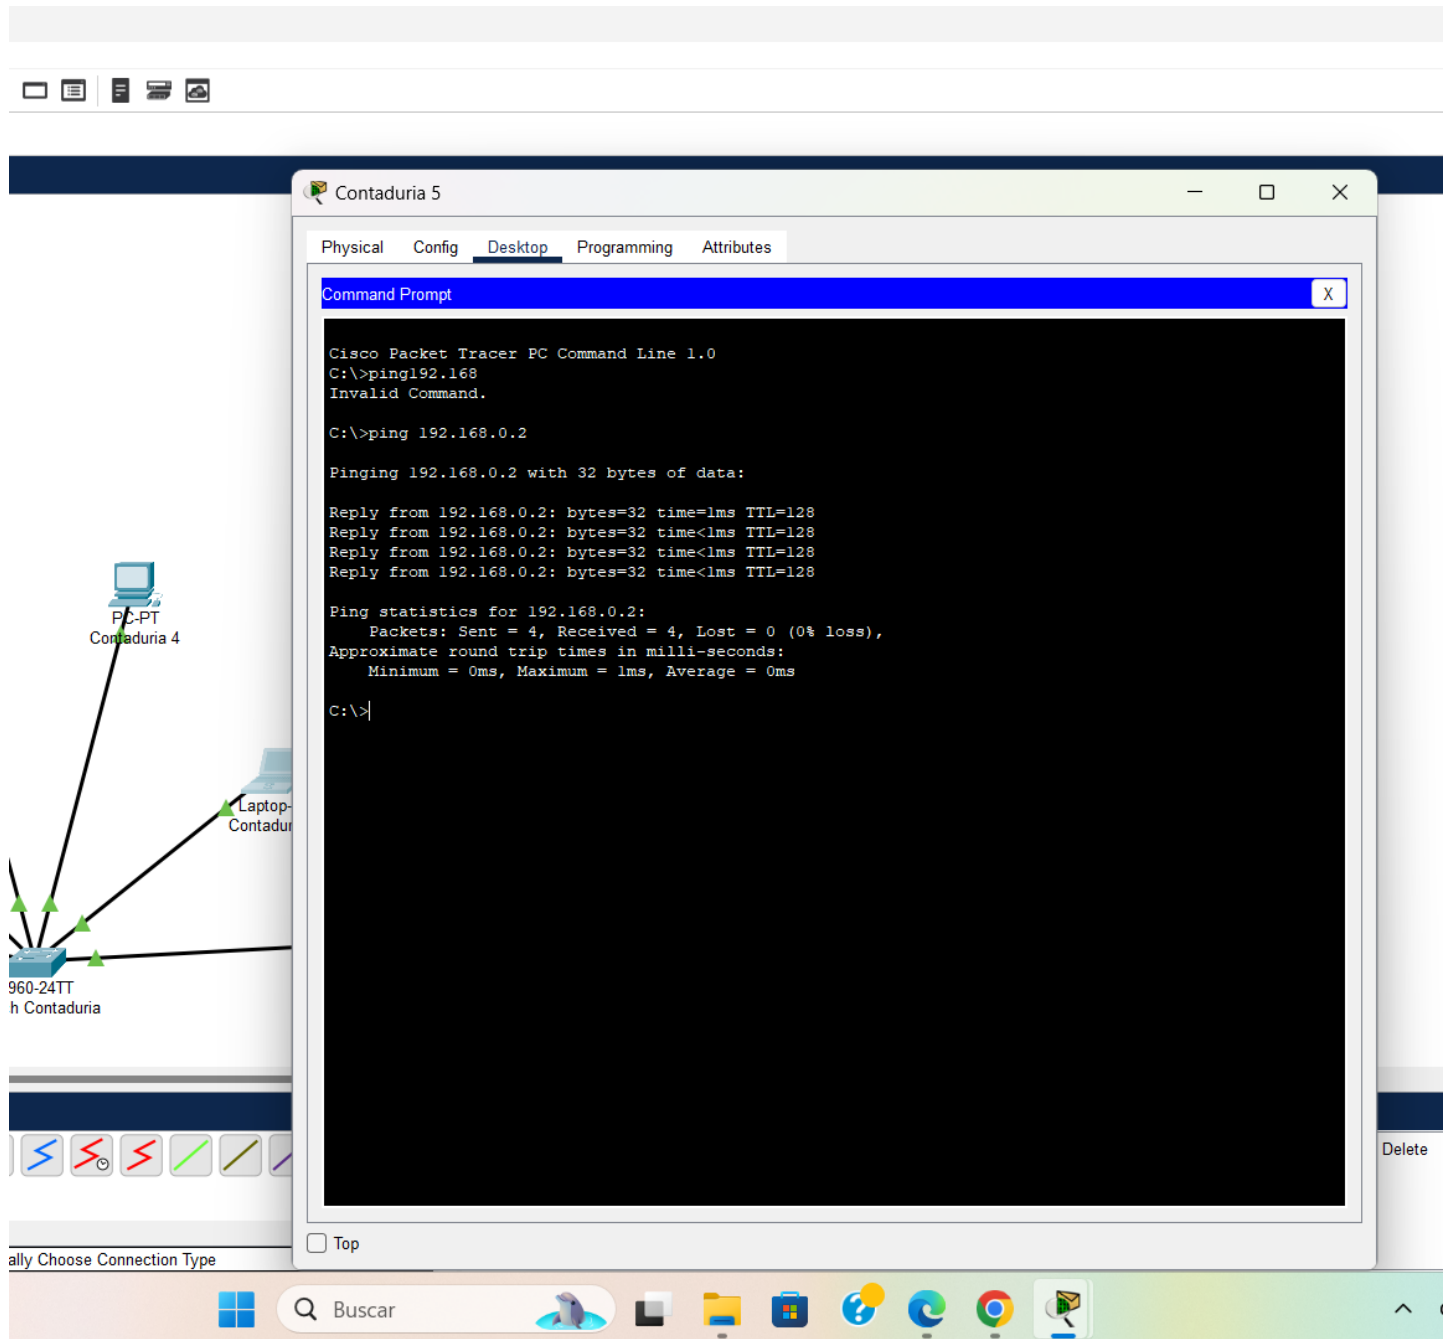 Contaduria 5
Physical Config Desktop Programming Attributes
Command Prompt
X
Cisco Packet Tracer PC Command Line 1.0
C:\>ping192.168
Invalid Command.
C:\>ping 192.168.0.2
Pinging 192.168.0.2 with 32 bytes of data:
Reply from 192.168.0.2: bytes=32 time=1ms TTL=128
Reply from 192.168.0.2: bytes=32 time<1ms TTL=128
Reply from 192.168.0.2: bytes=32 time<1ms TTL=128
Reply from 192.168.0.2: bytes=32 time<1ms TTL=128
Ping statistics for 192.168.0.2:
Packets: Sent = 4, Received = 4, Lost = 0 (0% loss),
Approximate round trip times in milli-seconds:
Minimum = 0ms, Maximum = 1ms, Average = 0ms
C:\>
PC-PT
Contaduria 4
Laptop-
Contadur
960-24TT
h Contaduria
Delete
Top
ally Choose Connection Type
Buscar